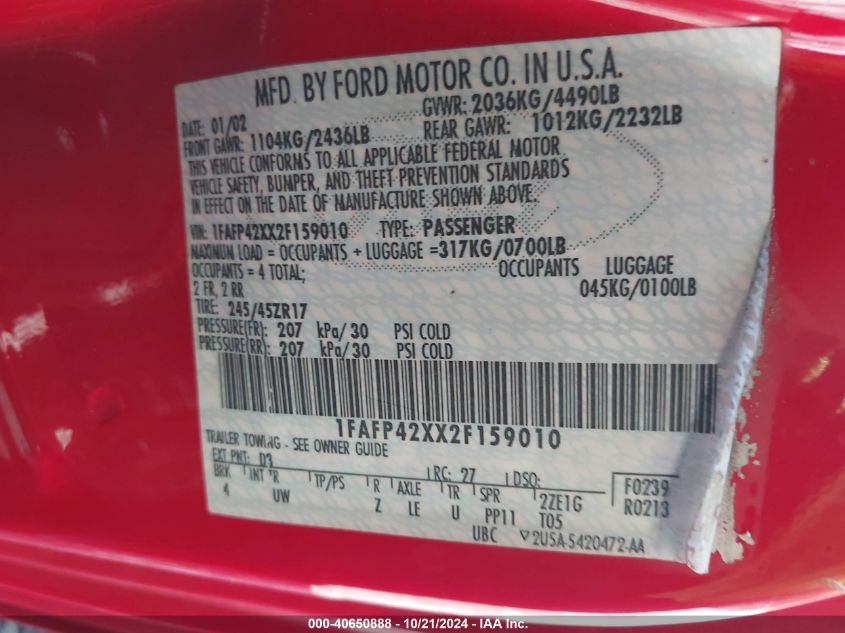 MFD. BY FORD MOTOR CO. IN U.S.A.
DATE: 01/02 GVWR: 2036KG/4490LB
FRONT GAWR: 1104KG/2436LB REAR GAWR: 1012KG/2232LB
THIS VEHICLE CONFORMS TO ALL APPLICABLE FEDERAL MOTOR
VEHICLE SAFETY, BUMPER, AND THEFT PREVENTION STANDARDS
IN EFFECT ON THE DATE OF MANUFACTURE SHOWN ABOVE.
VIN: 1FAFP42XX2F159010 TYPE: PASSENGER
MAXIMUM LOAD = OCCUPANTS + LUGGAGE =317KG/0700LB
OCCUPANTS = 4 TOTAL; OCCUPANTS LUGGAGE
2 FR, 2 RR 045KG/0100LB
TIRE: 245/45ZR17
PRESSURE(FR): 207 kPa/30 PSI COLD
PRESSURE(RR): 207 kPa/30 PSI COLD
1FAFP42XX2F159010
TRAILER TOWING - SEE OWNER GUIDE
EXT PNT: D3 RC: 27 DSO: F0239
BRK INT TR TP/PS R AXLE TR SPR 2ZE1G R0213
4 UW Z LE U PP11 T05
UBC ▽2U5A-5420472-AA
000-40650888 - 10/21/2024 - IAA Inc.